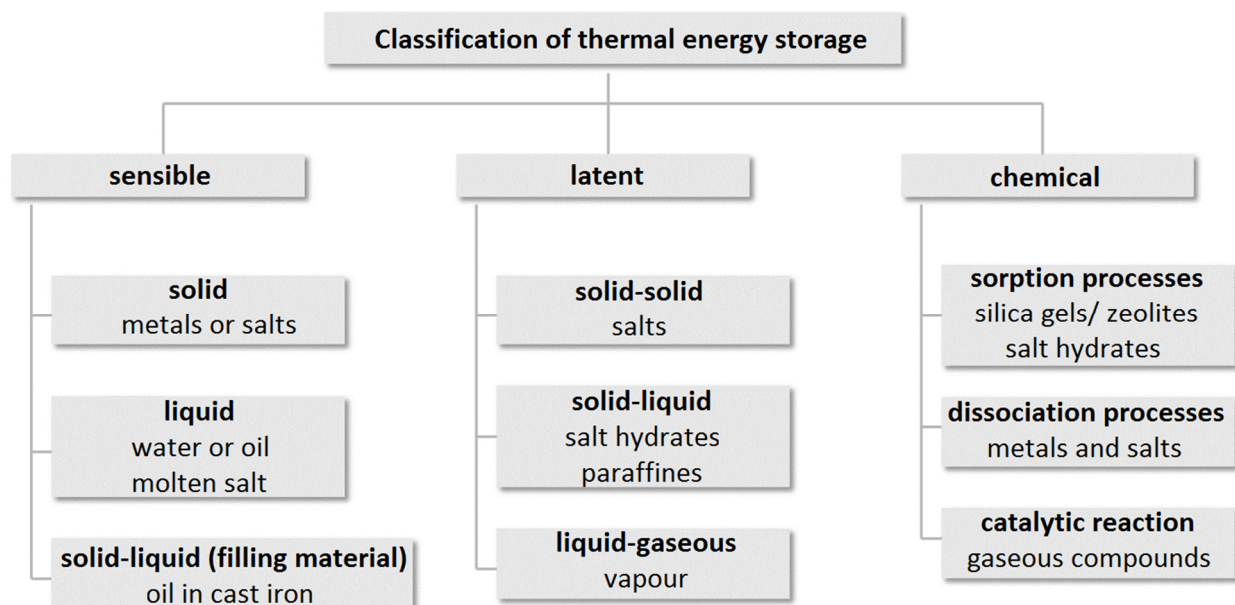 Classification of thermal energy storage
sensible
latent
chemical
solid
metals or salts
liquid
water or oil
molten salt
solid-liquid (filling material)
oil in cast iron
solid-solid
salts
solid-liquid
salt hydrates
paraffines
liquid-gaseous
vapour
sorption processes
silica gels/ zeolites
salt hydrates
dissociation processes
metals and salts
catalytic reaction
gaseous compounds